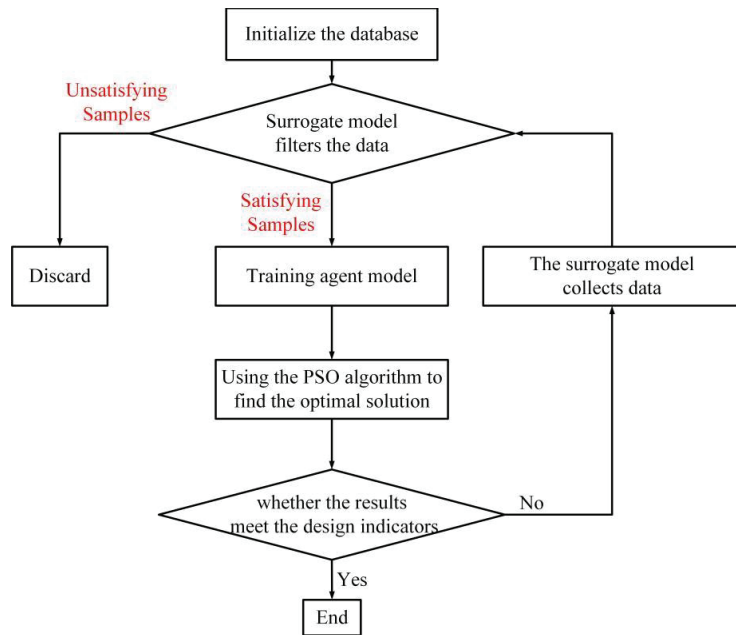 Initialize the database
Unsatisfying
Samples
Surrogate model
filters the data
Satisfying
Samples
Discard
Training agent model
The surrogate model
collects data
Using the PSO algorithm to
find the optimal solution
whether the results
meet the design indicators
No
Yes
End